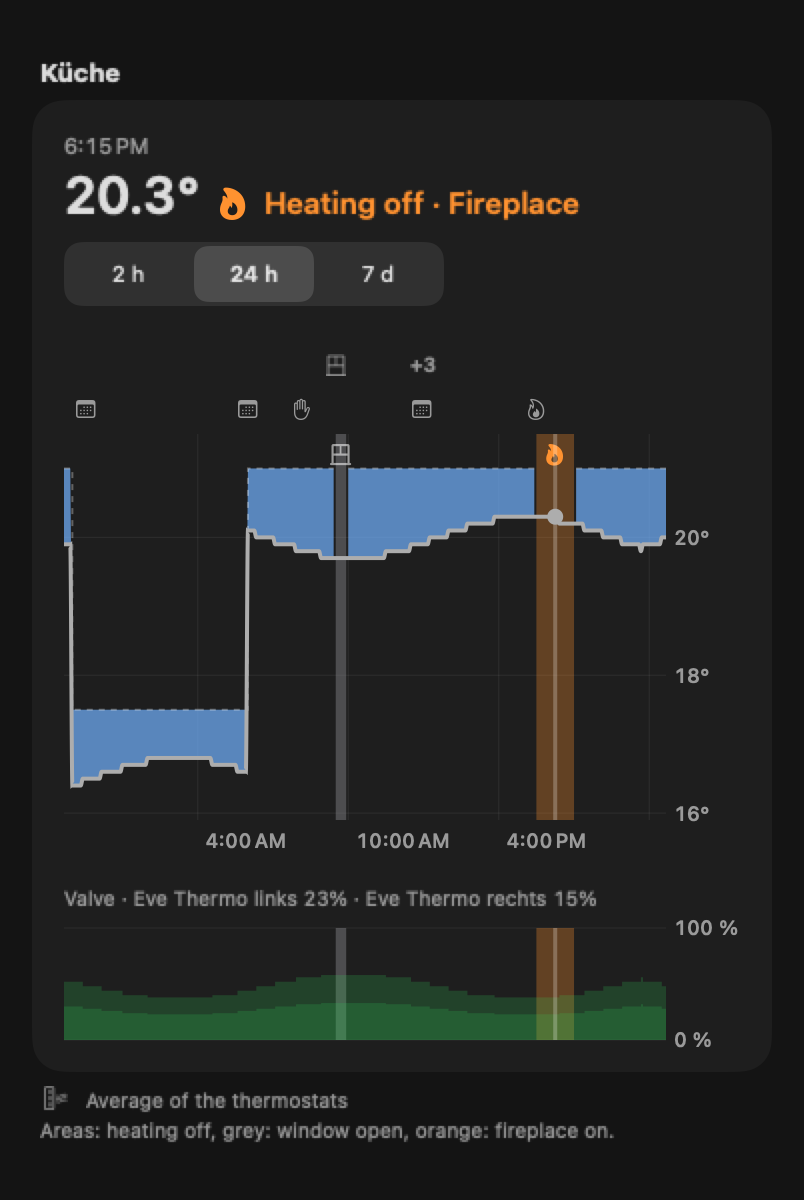 Küche
6:15 PM
20.3° Heating off · Fireplace
2 h 24 h 7 d
+3
20°
18°
16°
4:00 AM 10:00 AM 4:00 PM
Valve · Eve Thermo links 23% · Eve Thermo rechts 15%
100 %
0 %
Average of the thermostats
Areas: heating off, grey: window open, orange: fireplace on.